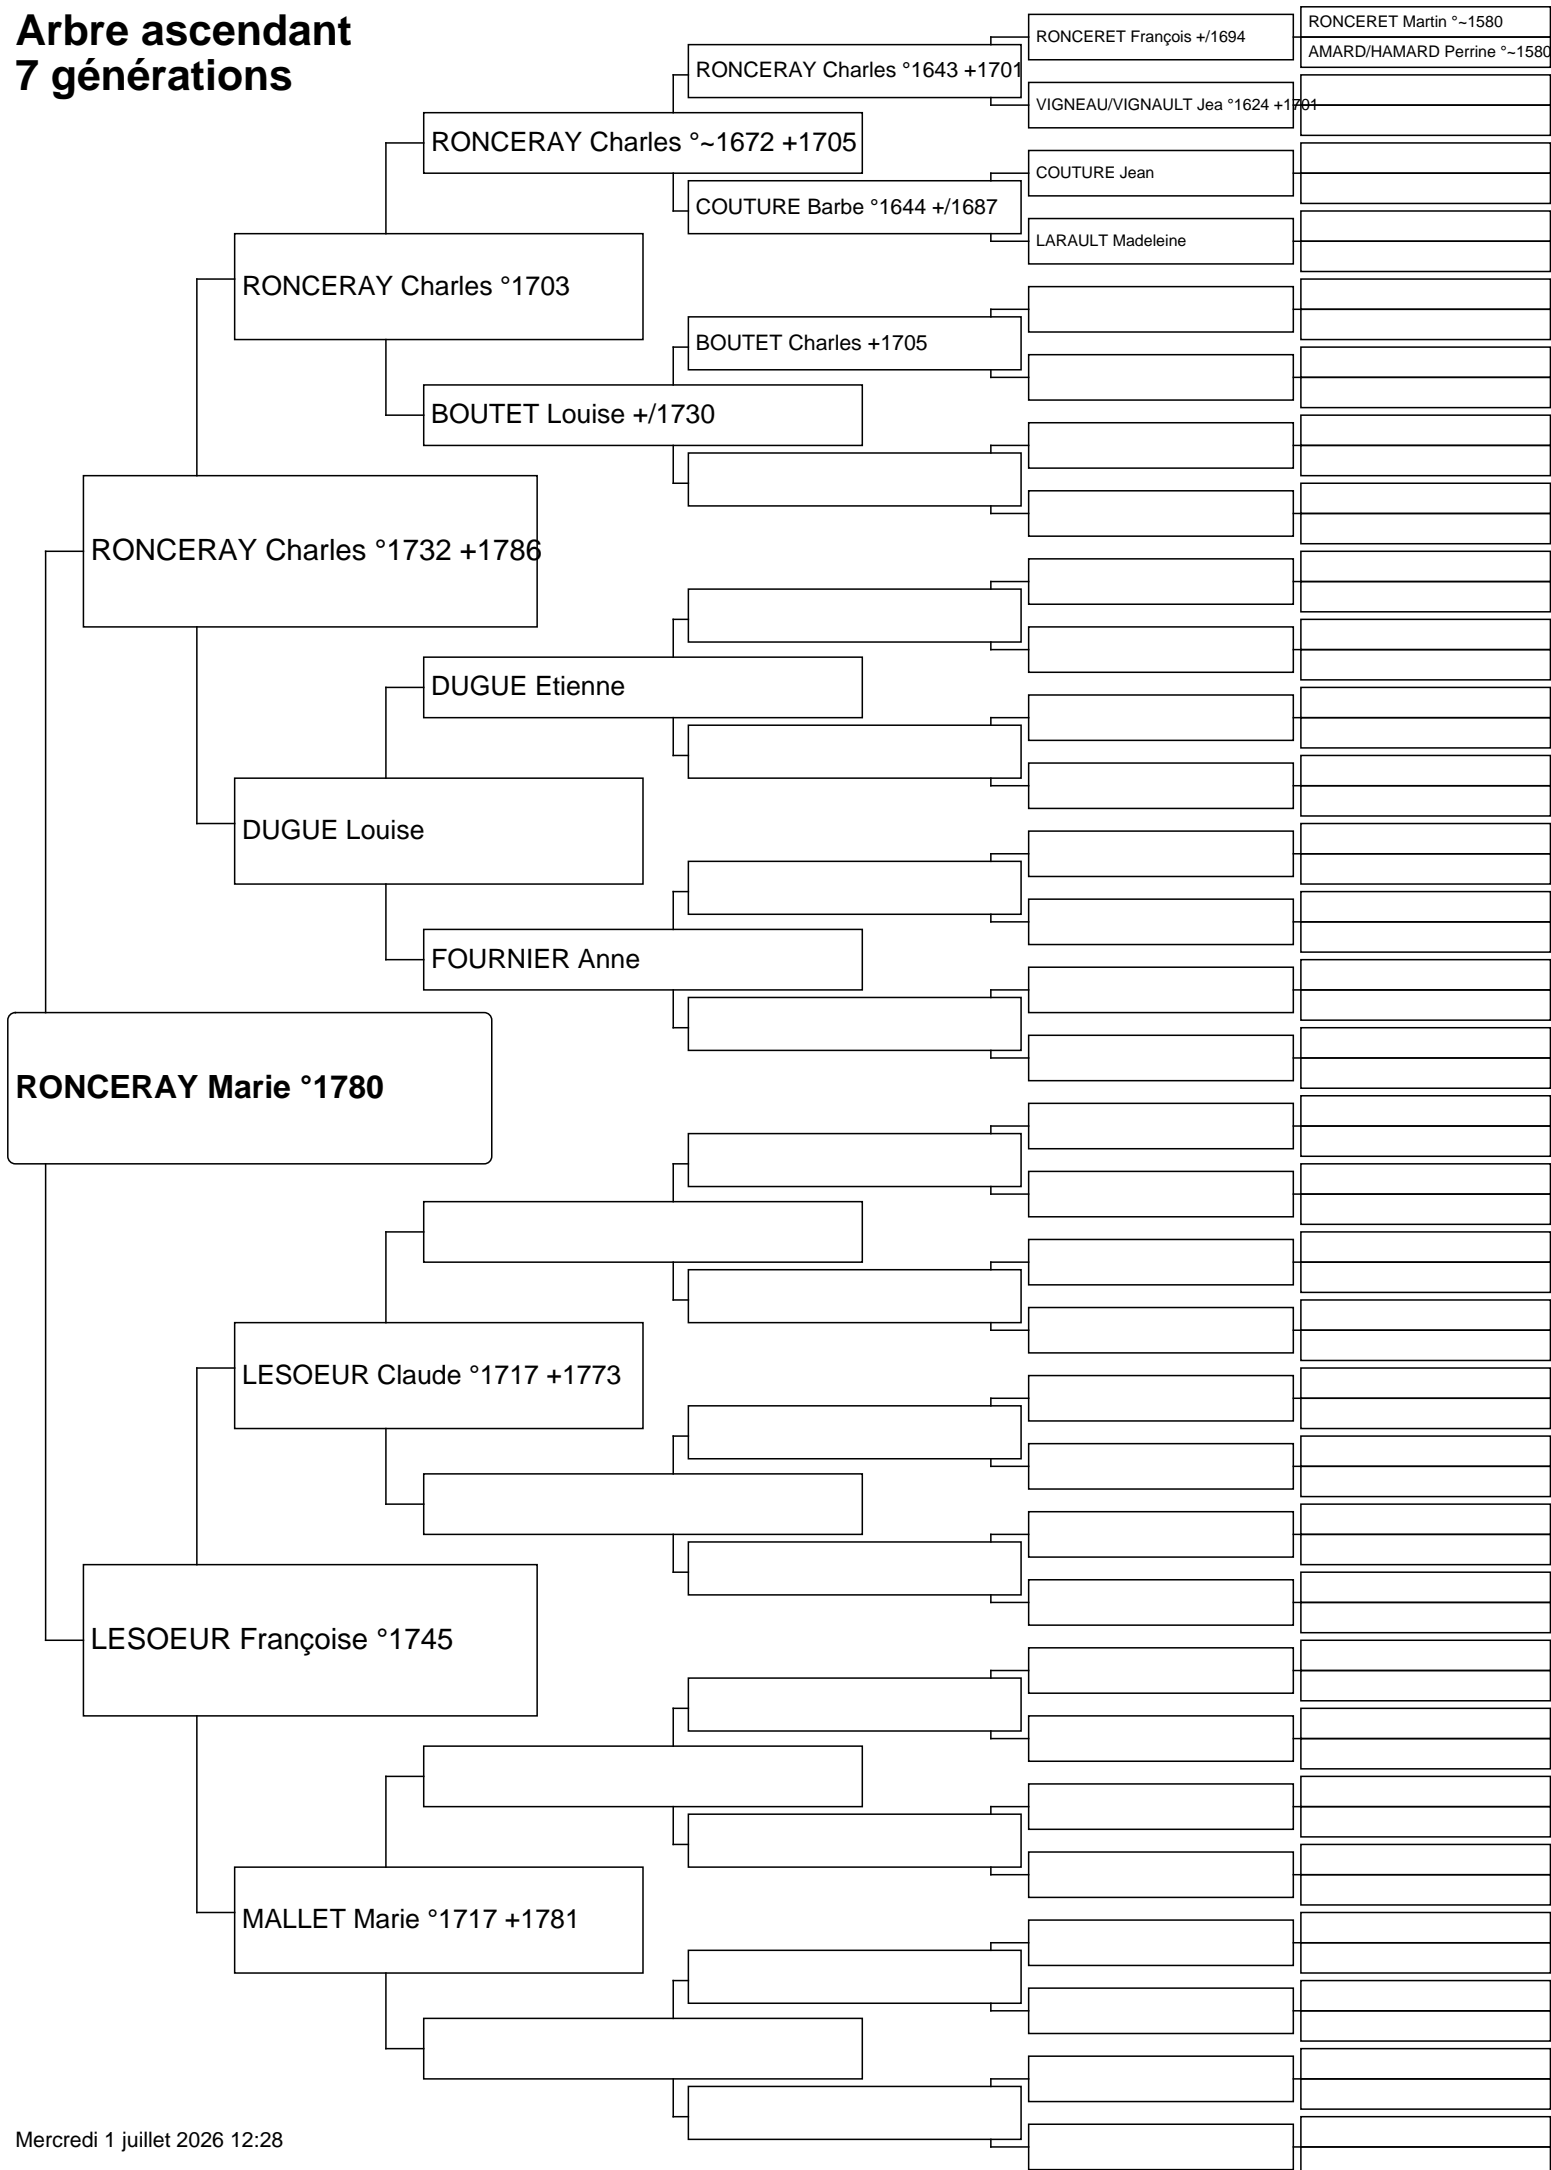 Arbre ascendant
7 générations
RONCERET François +/1694
RONCERET Martin °~1580
AMARD/HAMARD Perrine °~1580
RONCERAY Charles °1643 +1701
VIGNEAU/VIGNAULT Jea °1624 +1701
RONCERAY Charles °~1672 +1705
COUTURE Jean
COUTURE Barbe °1644 +/1687
LARAULT Madeleine
RONCERAY Charles °1703
BOUTET Charles +1705
BOUTET Louise +/1730
RONCERAY Charles °1732 +1786
DUGUE Etienne
DUGUE Louise
FOURNIER Anne
RONCERAY Marie °1780
LESOEUR Claude °1717 +1773
LESOEUR Françoise °1745
MALLET Marie °1717 +1781
Mercredi 1 juillet 2026 12:28